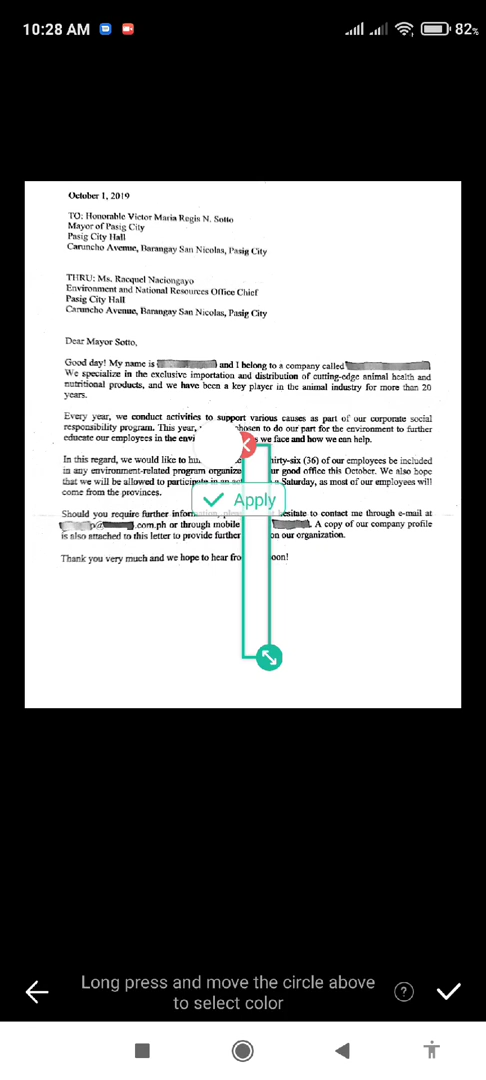 10:28 AM
82%
October 1, 2019
TO: Honorable Victor Maria Regis N. Sotto
Mayor of Pasig City
Pasig City Hall
Caruncho Avenue, Barangay San Nicolas, Pasig City
THRU: Ms. Racquel Naciongayo
Environment and National Resources Office Chief
Pasig City Hall
Caruncho Avenue, Barangay San Nicolas, Pasig City
Dear Mayor Sotto,
Good day! My name is and I belong to a company called
We specialize in the exclusive importation and distribution of cutting-edge animal health and
nutritional products, and we have been a key player in the animal industry for more than 20
years.
Every year, we conduct activities to support various causes as part of our corporate social
responsibility program. This year, hosen to do our part for the environment to further
educate our employees in the envi s we face and how we can help.
In this regard, we would like to hu hirty-six (36) of our employees be included
in any environment-related program organize ur good office this October. We also hope
that we will be allowed to participate in an a Saturday, as most of our employees will
come from the provinces.
Apply
Should you require further information, plea esitate to contact me through e-mail at
p@ .com.ph or through mobile . A copy of our company profile
is also attached to this letter to provide further on our organization.
Thank you very much and we hope to hear fro oon!
Long press and move the circle above
to select color
?